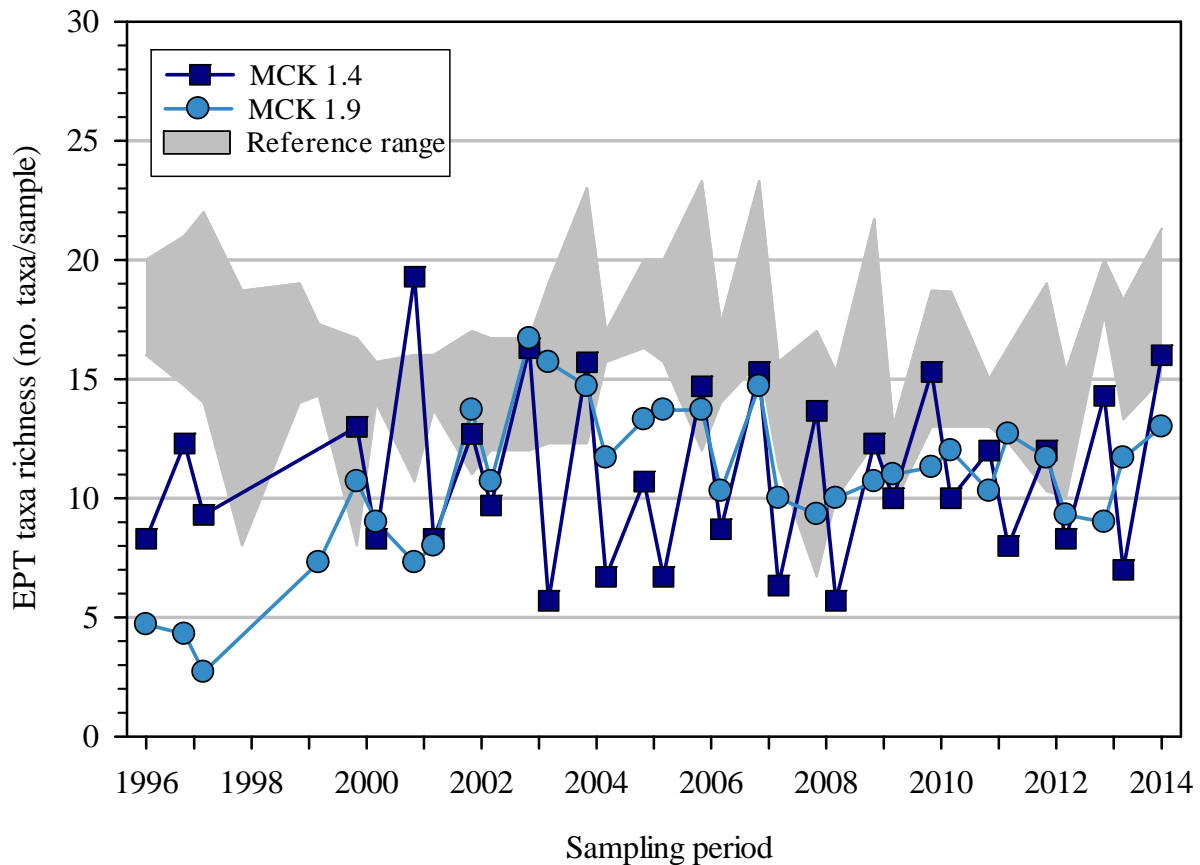 30
25
20
15
10
5
0
EPT taxa richness (no. taxa/sample)
MCK 1.4
MCK 1.9
Reference range
1996 1998 2000 2002 2004 2006 2008 2010 2012 2014
Sampling period